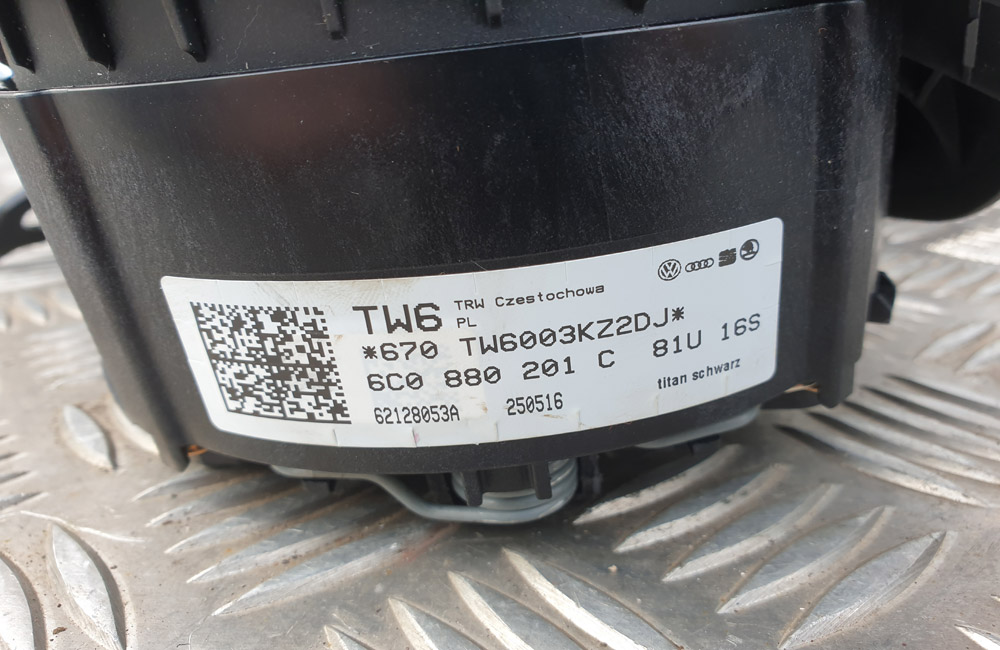 TW6 TRW Czestochowa
PL
*670 TW6003KZ2DJ*
81U 16S
6C0 880 201 C
titan schwarz
62128053A 250516